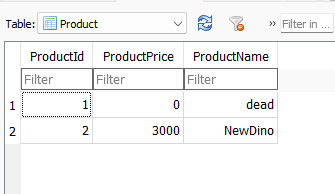 Table: Product Filter in ... »
ProductId ProductPrice ProductName
Filter Filter Filter
1 1 0 dead
2 2 3000 NewDino